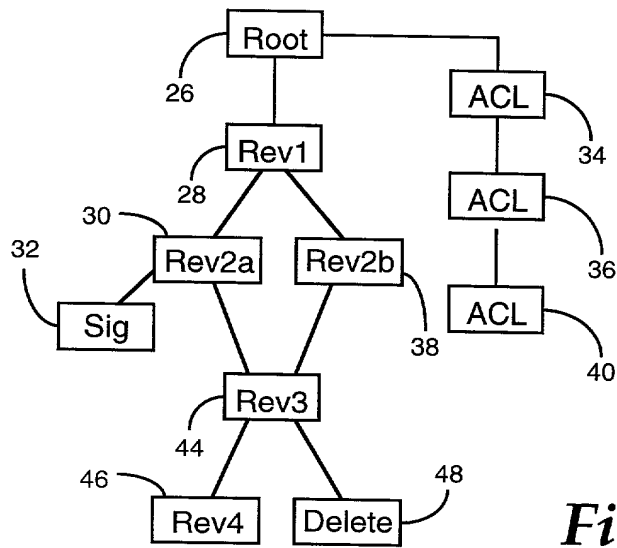 Root
26
ACL
34
Rev1
28
ACL
36
30
Rev2a
Rev2b
32
Sig
38
ACL
40
Rev3
44
46
Rev4
Delete
48
Fi